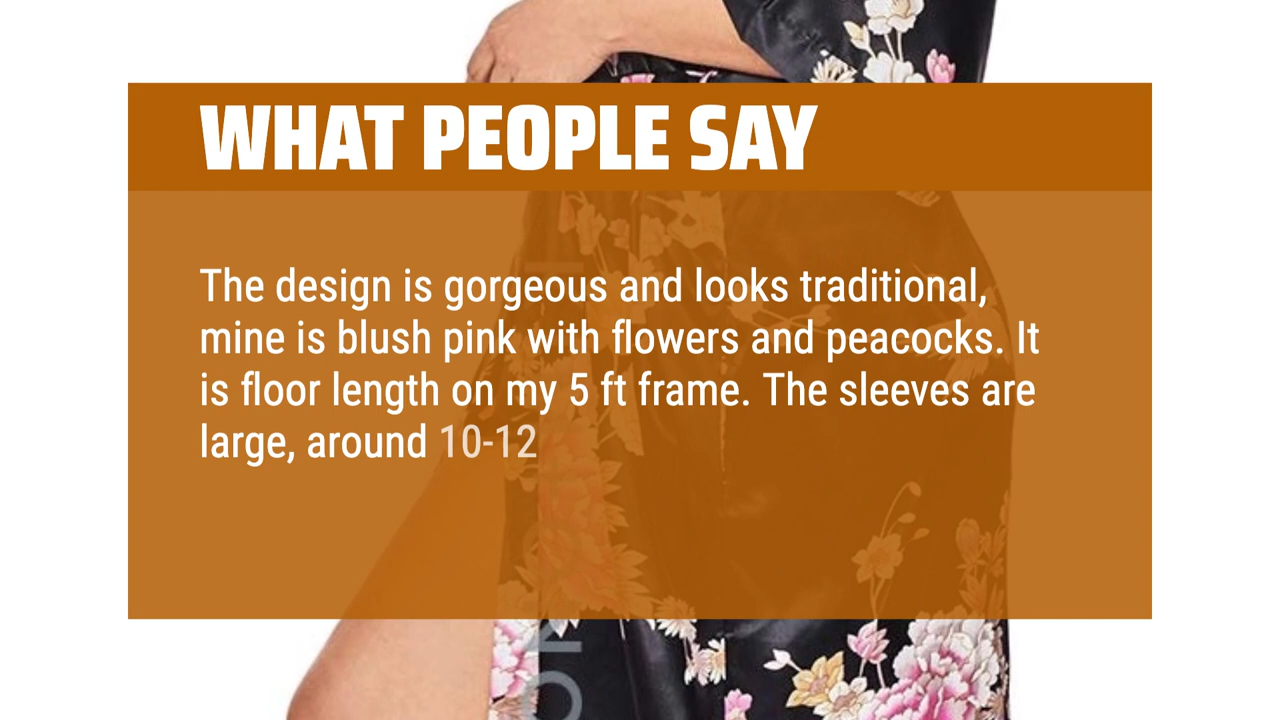 WHAT PEOPLE SAY
The design is gorgeous and looks traditional,
mine is blush pink with flowers and peacocks. It
is floor length on my 5 ft frame. The sleeves are
large, around 10-12